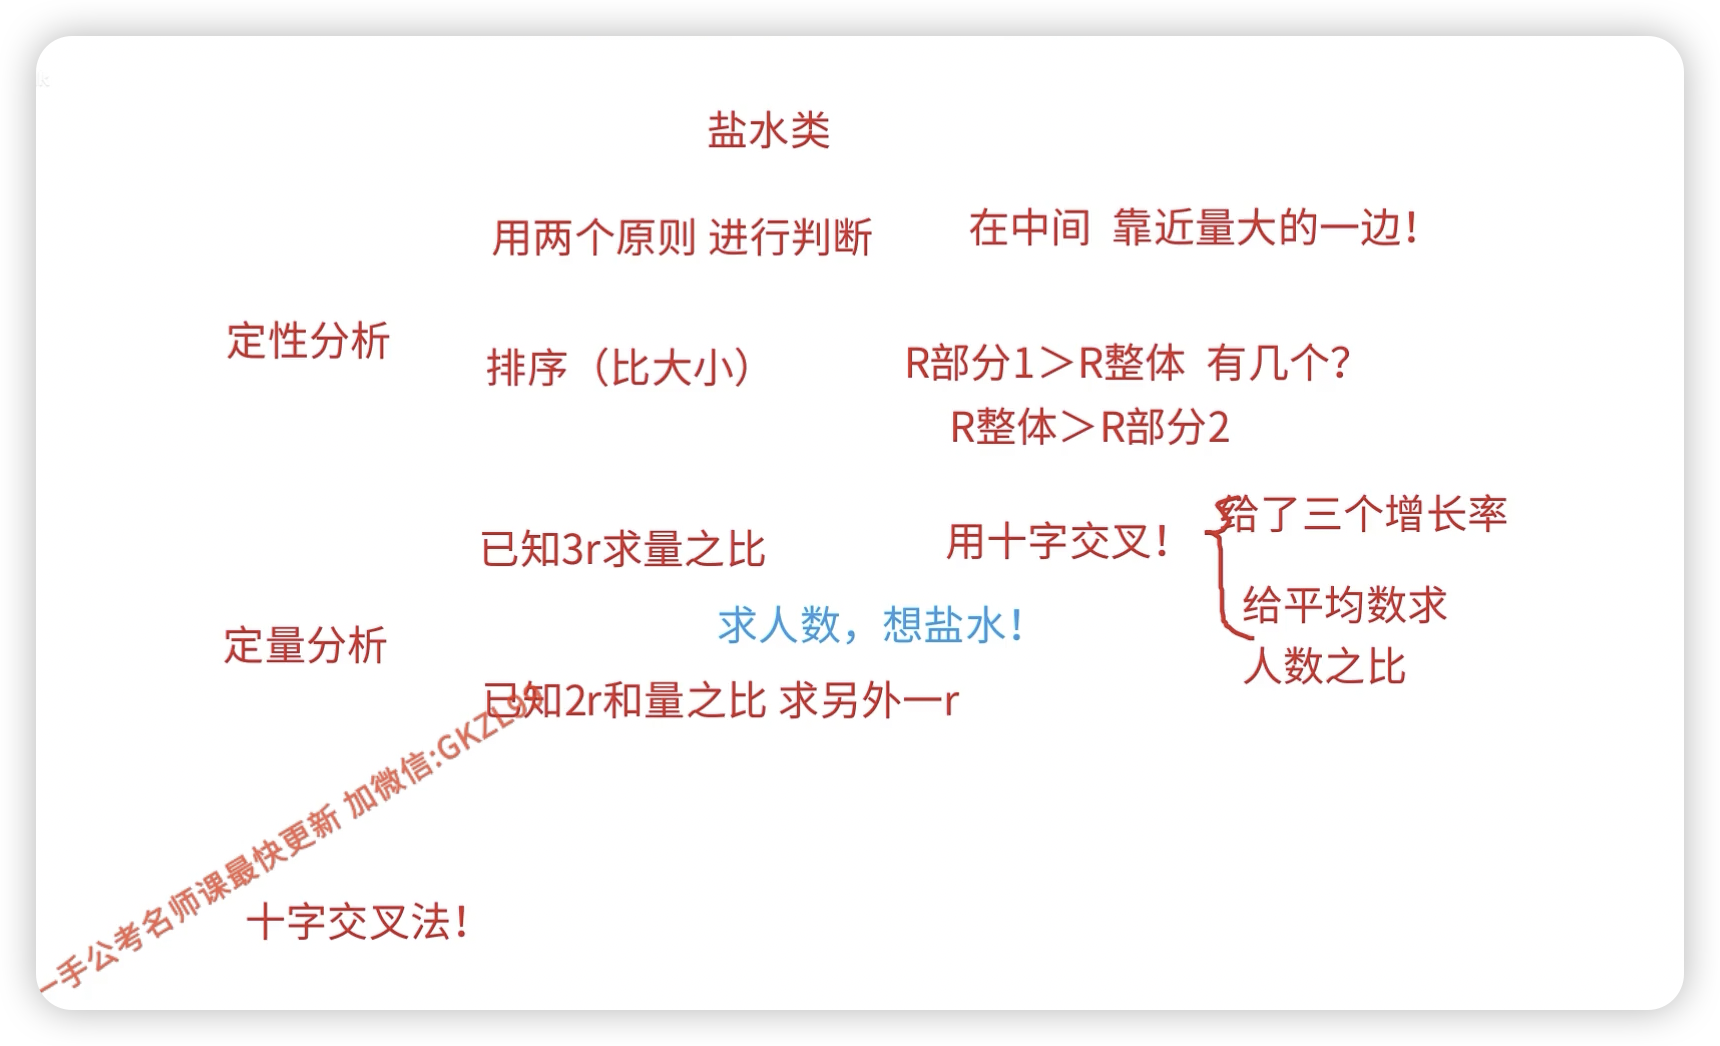 盐水类
用两个原则 进行判断
在中间 靠近量大的一边！
定性分析
排序（比大小）
R部分1＞R整体 有几个？
R整体＞R部分2
已知3r求量之比
用十字交叉！
给了三个增长率
给平均数求
人数之比
求人数，想盐水！
定量分析
已知2r和量之比 求另外一r
十字交叉法！
一手公考名师课最快更新 加微信:GKZL99